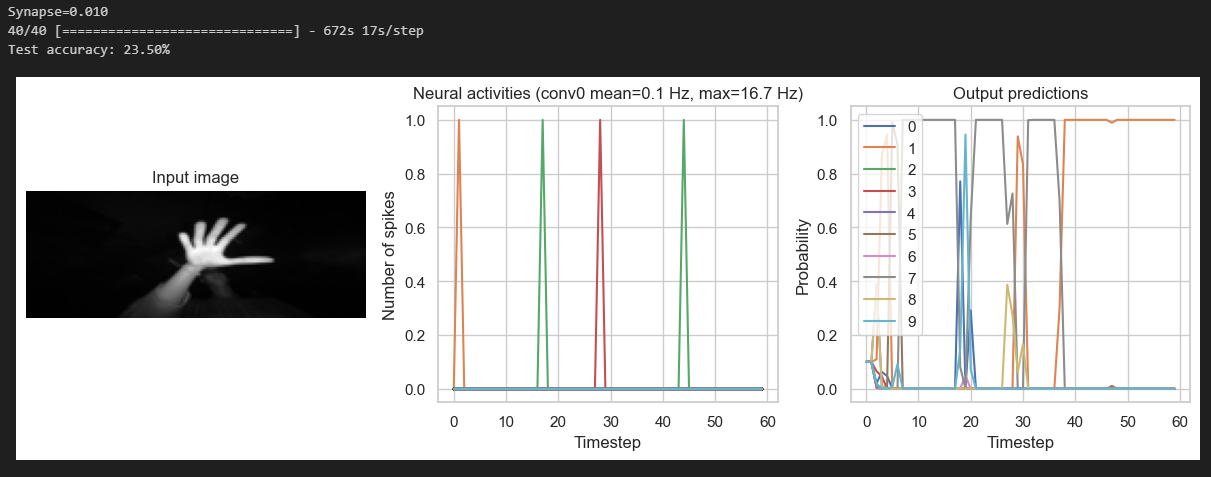 Synapse=0.010
40/40 [==============================] - 672s 17s/step
Test accuracy: 23.50%
Input image
Neural activities (conv0 mean=0.1 Hz, max=16.7 Hz)
Number of spikes
1.0
0.8
0.6
0.4
0.2
0.0
0 10 20 30 40 50 60
Timestep
Output predictions
Probability
1.0
0.8
0.6
0.4
0.2
0.0
0
1
2
3
4
5
6
7
8
9
0 10 20 30 40 50 60
Timestep